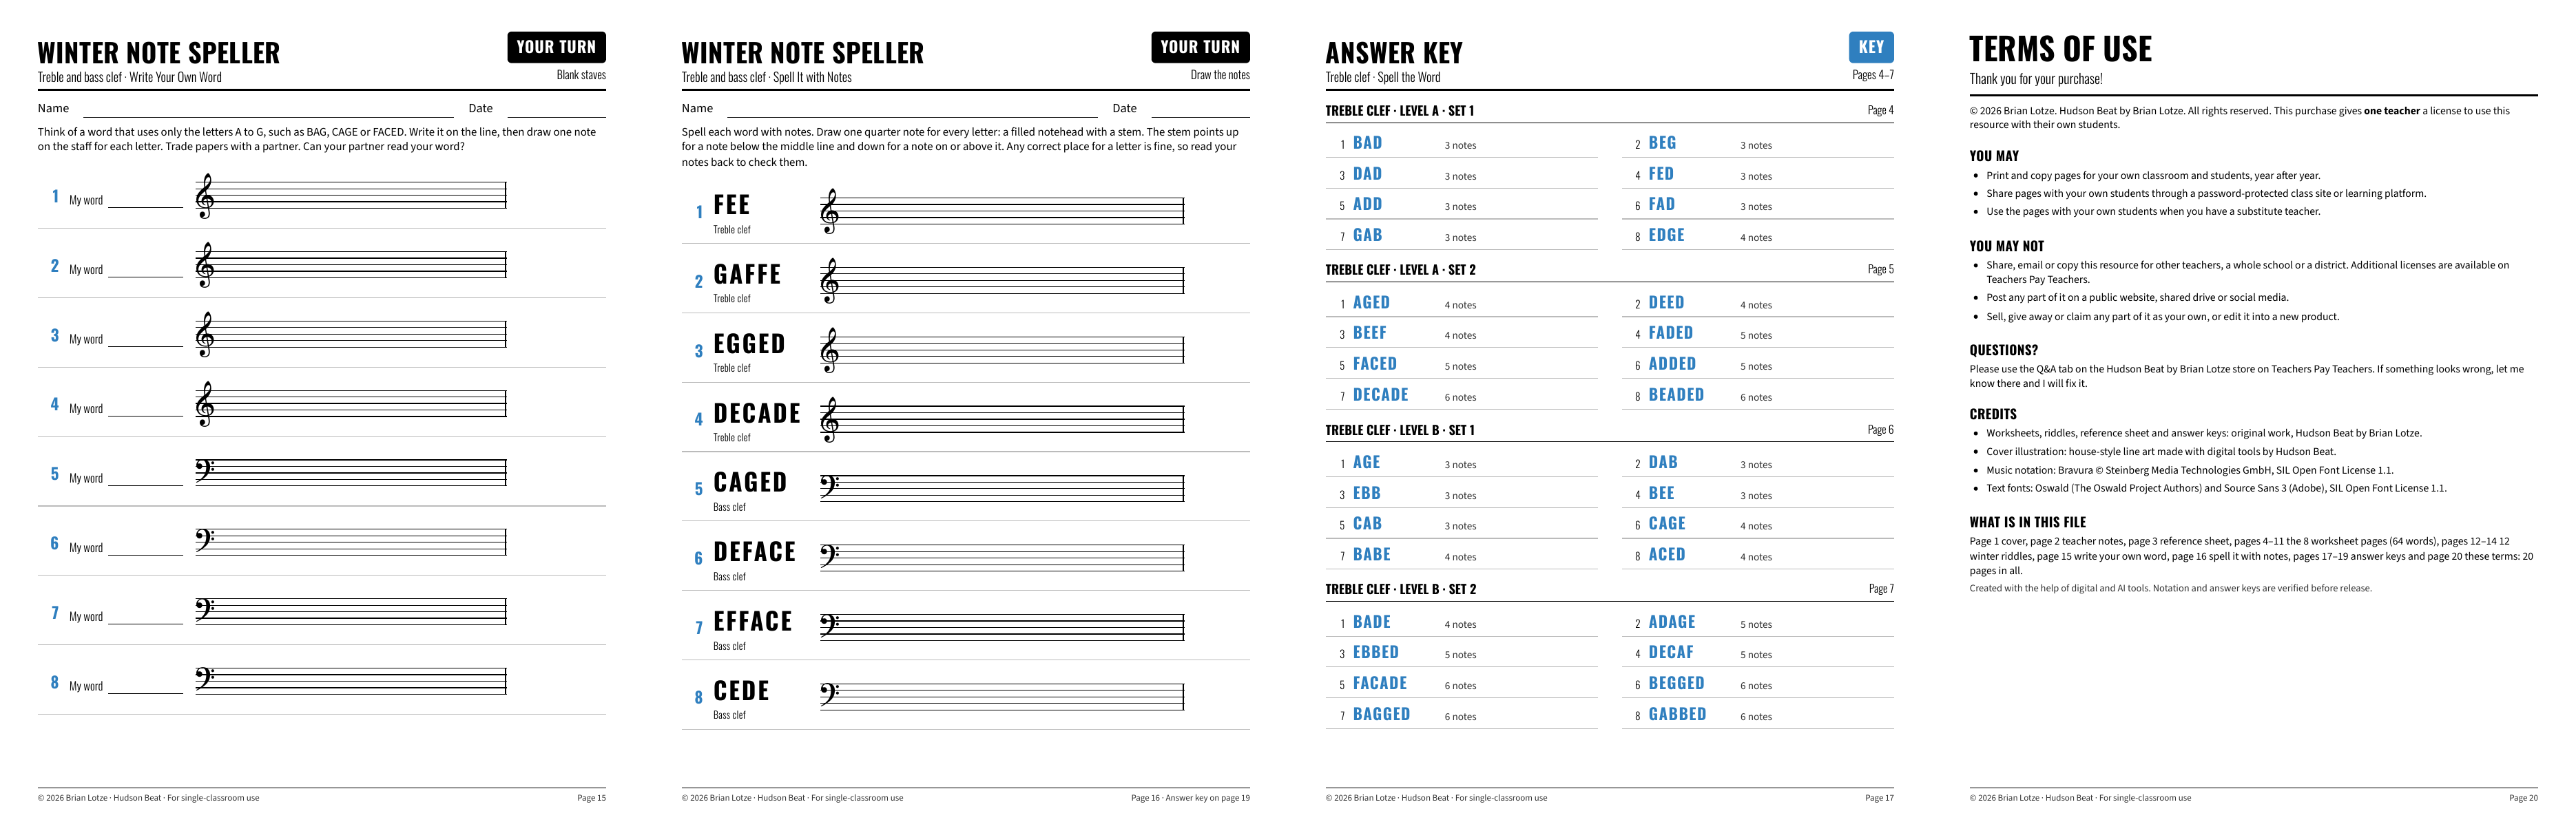 WINTER NOTE SPELLER
YOUR TURN
Treble and bass clef · Write Your Own Word
Blank staves
Name
Date
Think of a word that uses only the letters A to G, such as BAG, CAGE or FACED. Write it on the line, then draw one note
on the staff for each letter. Trade papers with a partner. Can your partner read your word?
1 My word
2 My word
3 My word
4 My word
5 My word
6 My word
7 My word
8 My word
© 2026 Brian Lotze · Hudson Beat · For single-classroom use
Page 15
WINTER NOTE SPELLER
YOUR TURN
Treble and bass clef · Spell It with Notes
Draw the notes
Name
Date
Spell each word with notes. Draw one quarter note for every letter: a filled notehead with a stem. The stem points up
for a note below the middle line and down for a note on or above it. Any correct place for a letter is fine, so read your
notes back to check them.
1 FEE
Treble clef
2 GAFFE
Treble clef
3 EGGED
Treble clef
4 DECADE
Treble clef
5 CAGED
Bass clef
6 DEFACE
Bass clef
7 EFFACE
Bass clef
8 CEDE
Bass clef
© 2026 Brian Lotze · Hudson Beat · For single-classroom use
Page 16 · Answer key on page 19
ANSWER KEY
KEY
Treble clef · Spell the Word
Pages 4–7
TREBLE CLEF · LEVEL A · SET 1
Page 4
1 BAD 3 notes
2 BEG 3 notes
3 DAD 3 notes
4 FED 3 notes
5 ADD 3 notes
6 FAD 3 notes
7 GAB 3 notes
8 EDGE 4 notes
TREBLE CLEF · LEVEL A · SET 2
Page 5
1 AGED 4 notes
2 DEED 4 notes
3 BEEF 4 notes
4 FADED 5 notes
5 FACED 5 notes
6 ADDED 5 notes
7 DECADE 6 notes
8 BEADED 6 notes
TREBLE CLEF · LEVEL B · SET 1
Page 6
1 AGE 3 notes
2 DAB 3 notes
3 EBB 3 notes
4 BEE 3 notes
5 CAB 3 notes
6 CAGE 4 notes
7 BABE 4 notes
8 ACED 4 notes
TREBLE CLEF · LEVEL B · SET 2
Page 7
1 BADE 4 notes
2 ADAGE 5 notes
3 EBBED 5 notes
4 DECAF 5 notes
5 FACADE 6 notes
6 BEGGED 6 notes
7 BAGGED 6 notes
8 GABBED 6 notes
© 2026 Brian Lotze · Hudson Beat · For single-classroom use
Page 17
TERMS OF USE
Thank you for your purchase!
© 2026 Brian Lotze. Hudson Beat by Brian Lotze. All rights reserved. This purchase gives one teacher a license to use this
resource with their own students.
YOU MAY
• Print and copy pages for your own classroom and students, year after year.
• Share pages with your own students through a password-protected class site or learning platform.
• Use the pages with your own students when you have a substitute teacher.
YOU MAY NOT
• Share, email or copy this resource for other teachers, a whole school or a district. Additional licenses are available on
Teachers Pay Teachers.
• Post any part of it on a public website, shared drive or social media.
• Sell, give away or claim any part of it as your own, or edit it into a new product.
QUESTIONS?
Please use the Q&A tab on the Hudson Beat by Brian Lotze store on Teachers Pay Teachers. If something looks wrong, let me
know there and I will fix it.
CREDITS
• Worksheets, riddles, reference sheet and answer keys: original work, Hudson Beat by Brian Lotze.
• Cover illustration: house-style line art made with digital tools by Hudson Beat.
• Music notation: Bravura © Steinberg Media Technologies GmbH, SIL Open Font License 1.1.
• Text fonts: Oswald (The Oswald Project Authors) and Source Sans 3 (Adobe), SIL Open Font License 1.1.
WHAT IS IN THIS FILE
Page 1 cover, page 2 teacher notes, page 3 reference sheet, pages 4–11 the 8 worksheet pages (64 words), pages 12–14 12
winter riddles, page 15 write your own word, page 16 spell it with notes, pages 17–19 answer keys and page 20 these terms: 20
pages in all.
Created with the help of digital and AI tools. Notation and answer keys are verified before release.
© 2026 Brian Lotze · Hudson Beat · For single-classroom use
Page 20